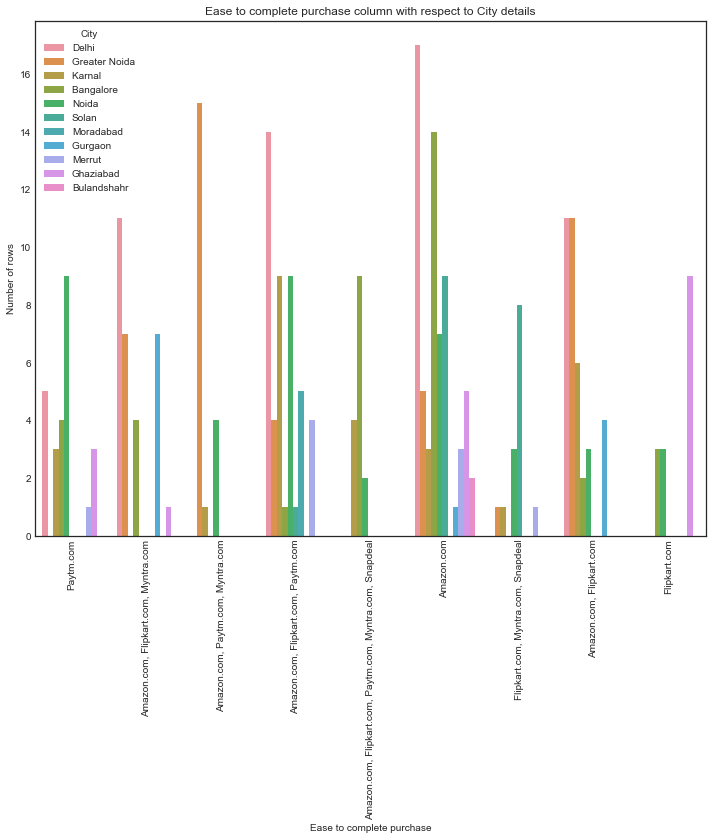 Ease to complete purchase column with respect to City details
City
Delhi
Greater Noida
Karnal
Bangalore
Noida
Solan
Moradabad
Gurgaon
Merrut
Ghaziabad
Bulandshahr
Number of rows
16
14
12
10
8
6
4
2
0
Paytm.com
Amazon.com, Flipkart.com, Myntra.com
Amazon.com, Paytm.com, Myntra.com
Amazon.com, Flipkart.com, Paytm.com
Amazon.com, Flipkart.com, Paytm.com, Myntra.com, Snapdeal
Amazon.com
Flipkart.com, Myntra.com, Snapdeal
Amazon.com, Flipkart.com
Flipkart.com
Ease to complete purchase